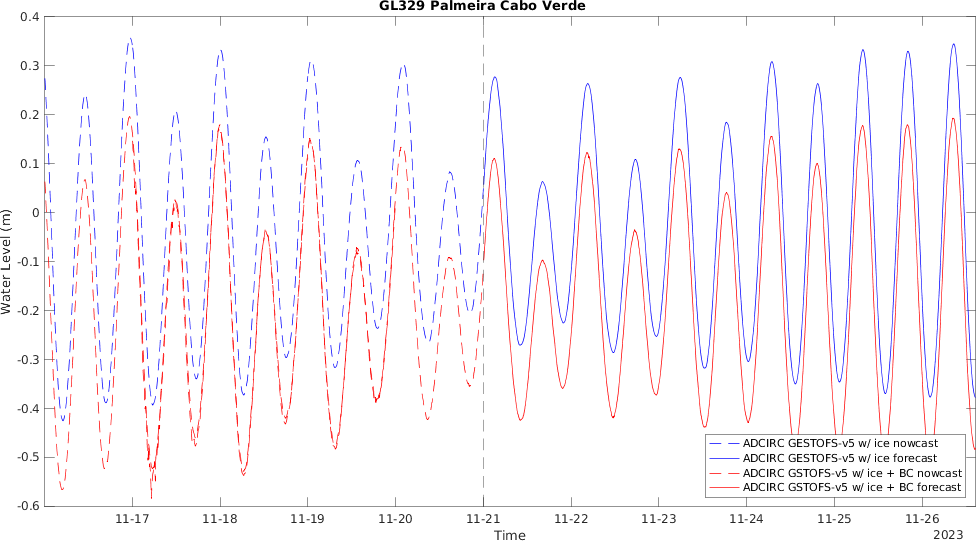 GL329 Palmeira Cabo Verde
0.4
0.3
0.2
0.1
0
-0.1
-0.2
-0.3
-0.4
-0.5
-0.6
Water Level (m)
ADCIRC GESTOFS-v5 w/ ice nowcast
ADCIRC GESTOFS-v5 w/ ice forecast
ADCIRC GSTOFS-v5 w/ ice + BC nowcast
ADCIRC GSTOFS-v5 w/ ice + BC forecast
11-17 11-18 11-19 11-20 11-21 11-22 11-23 11-24 11-25 11-26
Time
2023